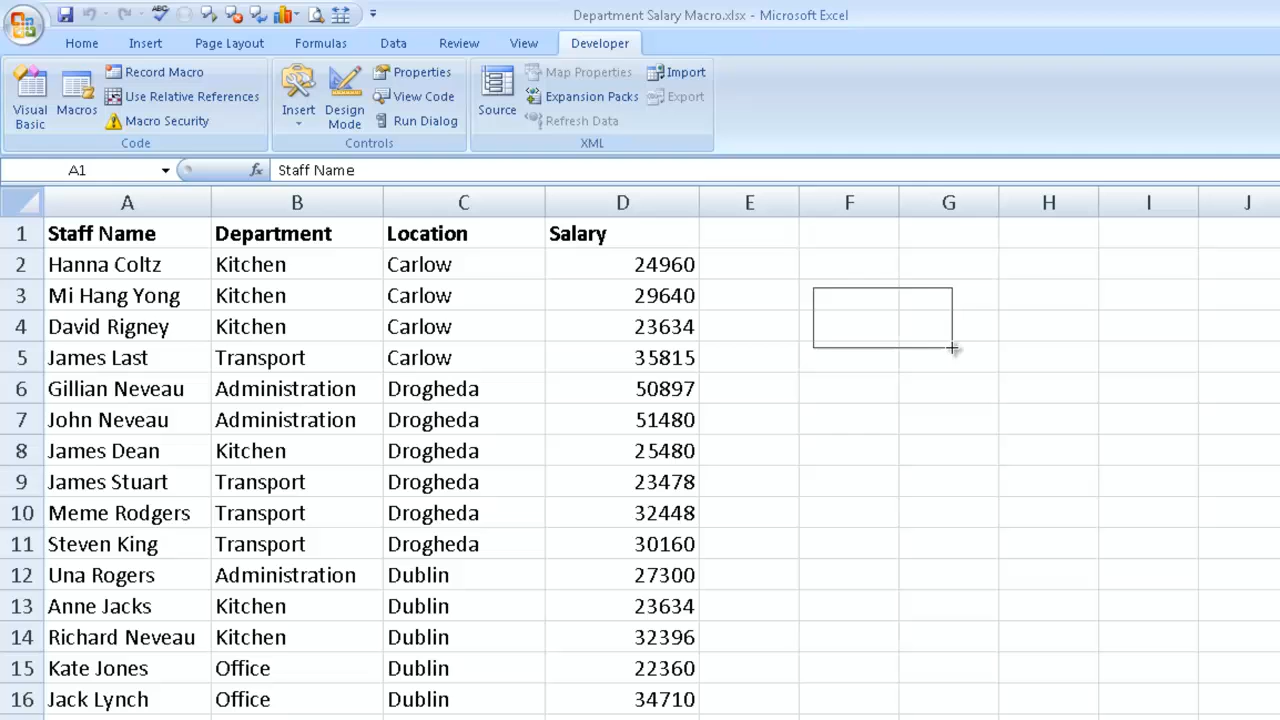 Department Salary Macro.xlsx - Microsoft Excel
Home Insert Page Layout Formulas Data Review View Developer
Visual Basic
Macros
Record Macro
Use Relative References
Macro Security
Code
Insert
Design Mode
Properties
View Code
Run Dialog
Controls
Source
Map Properties
Expansion Packs
Refresh Data
Import
Export
XML
A1 fx Staff Name
A B C D E F G H I J
1 Staff Name Department Location Salary
2 Hanna Coltz Kitchen Carlow 24960
3 Mi Hang Yong Kitchen Carlow 29640
4 David Rigney Kitchen Carlow 23634
5 James Last Transport Carlow 35815
6 Gillian Neveau Administration Drogheda 50897
7 John Neveau Administration Drogheda 51480
8 James Dean Kitchen Drogheda 25480
9 James Stuart Transport Drogheda 23478
10 Meme Rodgers Transport Drogheda 32448
11 Steven King Transport Drogheda 30160
12 Una Rogers Administration Dublin 27300
13 Anne Jacks Kitchen Dublin 23634
14 Richard Neveau Kitchen Dublin 32396
15 Kate Jones Office Dublin 22360
16 Jack Lynch Office Dublin 34710